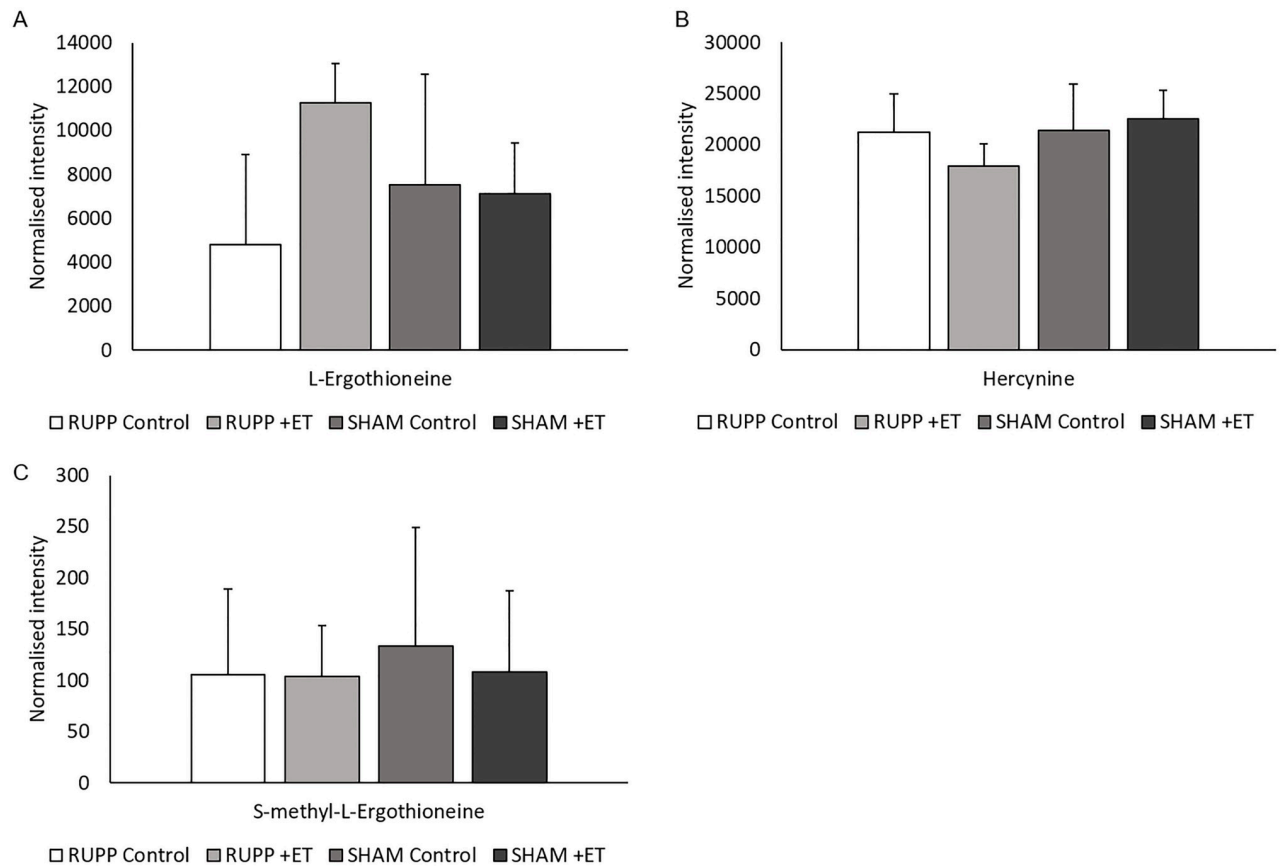 A
14000
12000
10000
8000
6000
4000
2000
0
Normalised intensity
L-Ergothioneine
RUPP Control RUPP +ET SHAM Control SHAM +ET
B
30000
25000
20000
15000
10000
5000
0
Normalised intensity
Hercynine
RUPP Control RUPP +ET SHAM Control SHAM +ET
C
300
250
200
150
100
50
0
Normalised intensity
S-methyl-L-Ergothioneine
RUPP Control RUPP +ET SHAM Control SHAM +ET